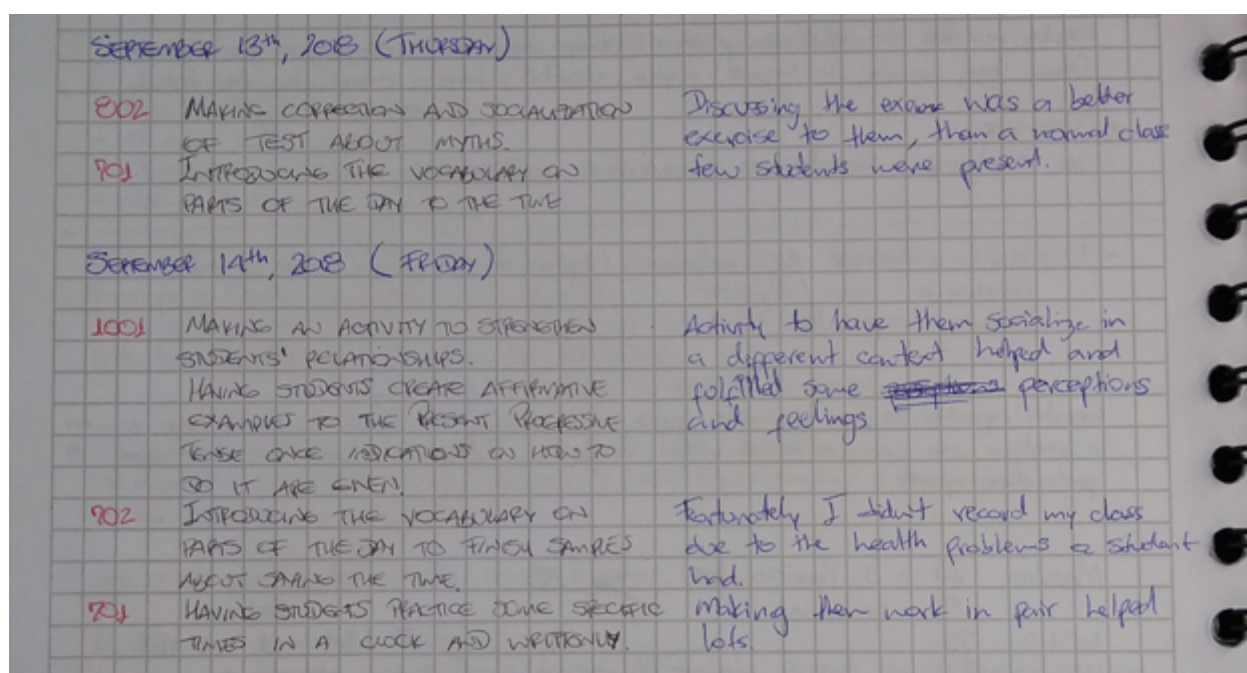 SEPTEMBER 13th, 2018 (THURSDAY)
802 MAKING CORRECTION AND SOCIALIZATION Discussing the exam was a better
OF TEST ABOUT MYTHS. exercise to them, than a normal class
701 INTRODUCING THE VOCABULARY ON few students were present.
PARTS OF THE DAY TO THE TIME
SEPTEMBER 14th, 2018 (FRIDAY)
1001 MAKING AN ACTIVITY TO STRENGTHEN Activity to have them socialize in
STUDENTS' RELATIONSHIPS. a different context helped and
HAVING STUDENTS CREATE AFFIRMATIVE folfilled some perceptions
EXAMPLES TO THE PRESENT PROGRESSIVE and feelings
TENSE ONCE INDICATIONS ON HOW TO
DO IT ARE GIVEN.
702 INTRODUCING THE VOCABULARY ON Fortunately I didn't record my class
PARTS OF THE DAY TO FINISH SAMPLES due to the health problems a student
ABOUT SAYING THE TIME. had.
701 HAVING STUDENTS PRACTICE SOME SPECIFIC making them work in pair helped
TIMES IN A CLOCK AND WRITTENLY. lots.